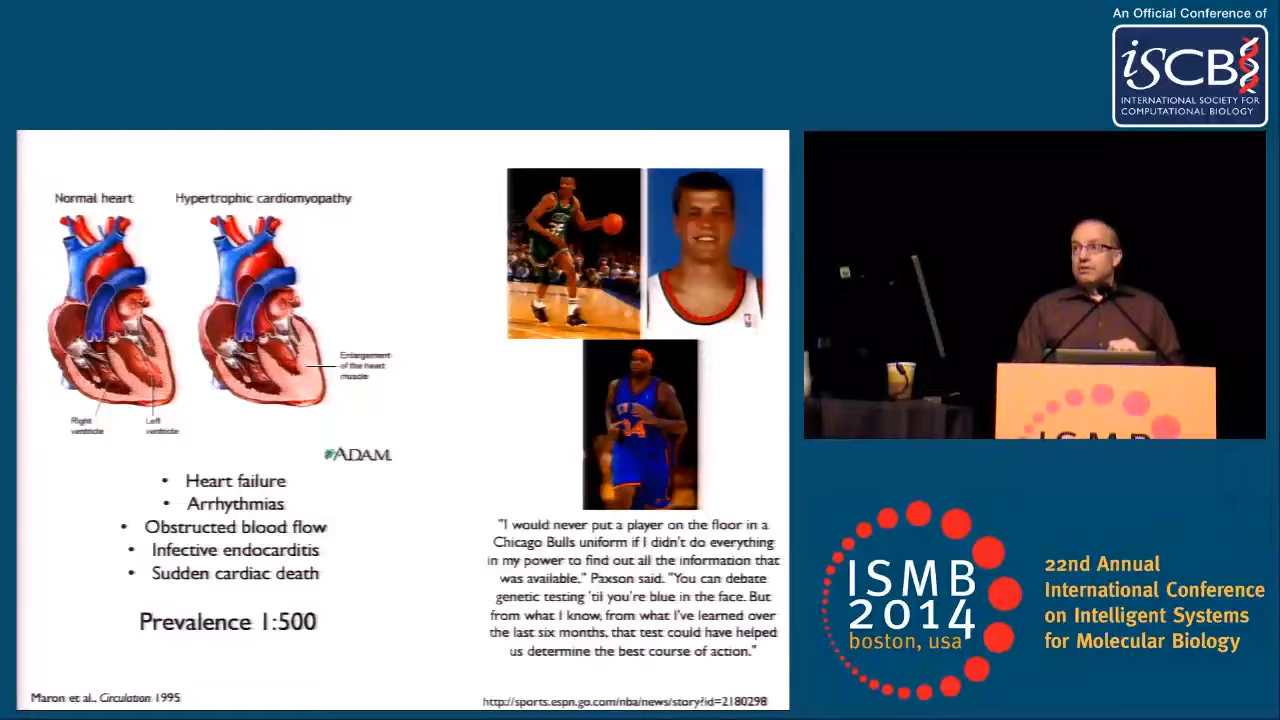 An Official Conference of
iSCB
INTERNATIONAL SOCIETY FOR
COMPUTATIONAL BIOLOGY
Normal heart
Hypertrophic cardiomyopathy
Enlargement
of the heart
muscle
Right
ventricle
Left
ventricle
ADAM.
• Heart failure
• Arrhythmias
• Obstructed blood flow
• Infective endocarditis
• Sudden cardiac death
Prevalence 1:500
Maron et al., Circulation 1995
34
"I would never put a player on the floor in a
Chicago Bulls uniform if I didn't do everything
in my power to find out all the information that
was available," Paxson said. "You can debate
genetic testing 'til you're blue in the face. But
from what I know, from what I've learned over
the last six months, that test could have helped
us determine the best course of action."
http://sports.espn.go.com/nba/news/story?id=2180298
ISMB
ISMB
2014
boston, usa
22nd Annual
International Conference
on Intelligent Systems
for Molecular Biology